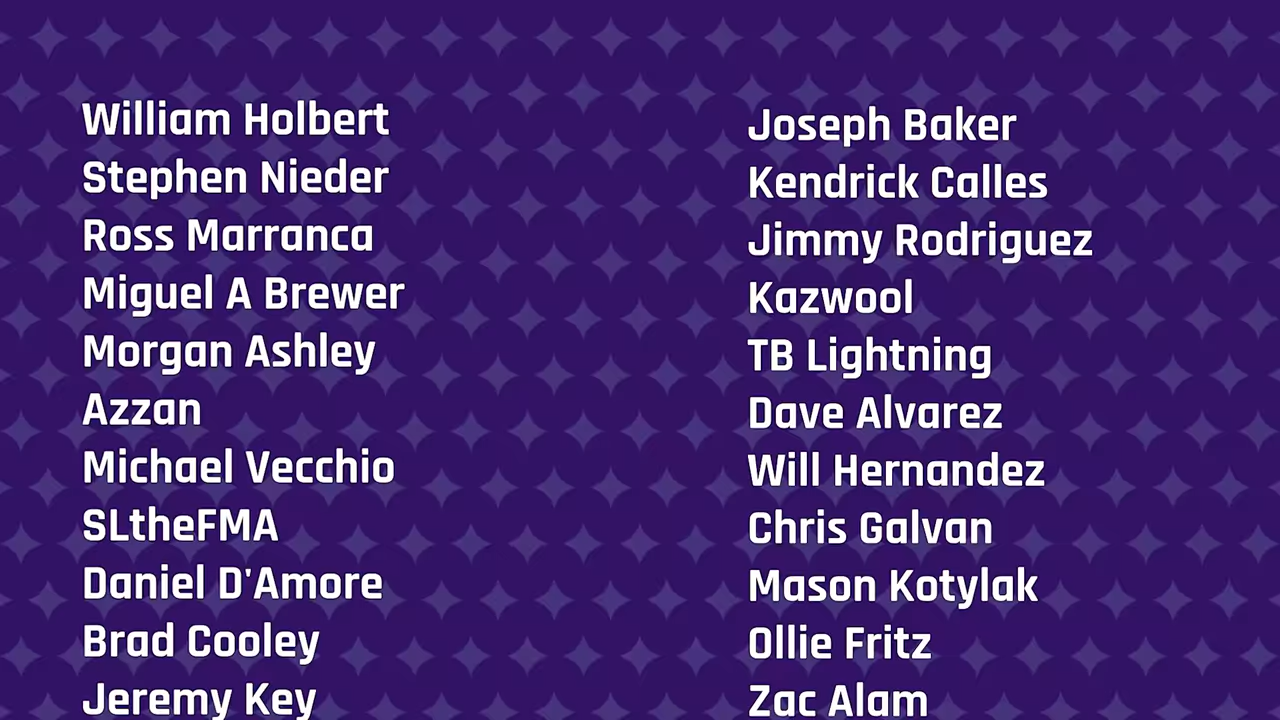 William Holbert
Stephen Nieder
Ross Marranca
Miguel A Brewer
Morgan Ashley
Azzan
Michael Vecchio
SLtheFMA
Daniel D'Amore
Brad Cooley
Jeremy Key
Joseph Baker
Kendrick Calles
Jimmy Rodriguez
Kazwool
TB Lightning
Dave Alvarez
Will Hernandez
Chris Galvan
Mason Kotylak
Ollie Fritz
Zac Alam